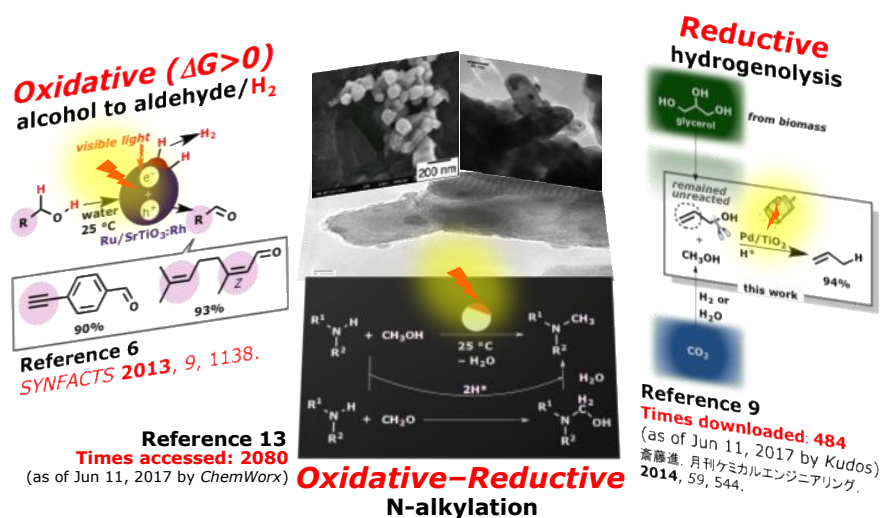 Oxidative (ΔG>0)
alcohol to aldehyde/H2
visible light
H
H
H2
e–
+
h+
H
R
O
H
water
25 °C
R
O
Ru/SrTiO3:Rh
O
O
Z
90%
93%
Reference 6
SYNFACTS 2013, 9, 1138.
Reference 13
Times accessed: 2080
(as of Jun 11, 2017 by ChemWorx)
200 nm
R1
N
H
R2
+ CH3OH
25 °C
– H2O
R1
N
CH3
R2
2H*
H2O
R1
N
H
R2
+ CH2O
R1
N
H2
C
OH
R2
Oxidative–Reductive
N-alkylation
Reductive
hydrogenolysis
OH
HO
OH
glycerol
from biomass
remained
unreacted
OH
+
CH3OH
Pd/TiO2
H+
H
94%
this work
H2 or
H2O
CO2
Reference 9
Times downloaded: 484
(as of Jun 11, 2017 by Kudos)
斎藤進. 月刊ケミカルエンジニアリング.
2014, 59, 544.